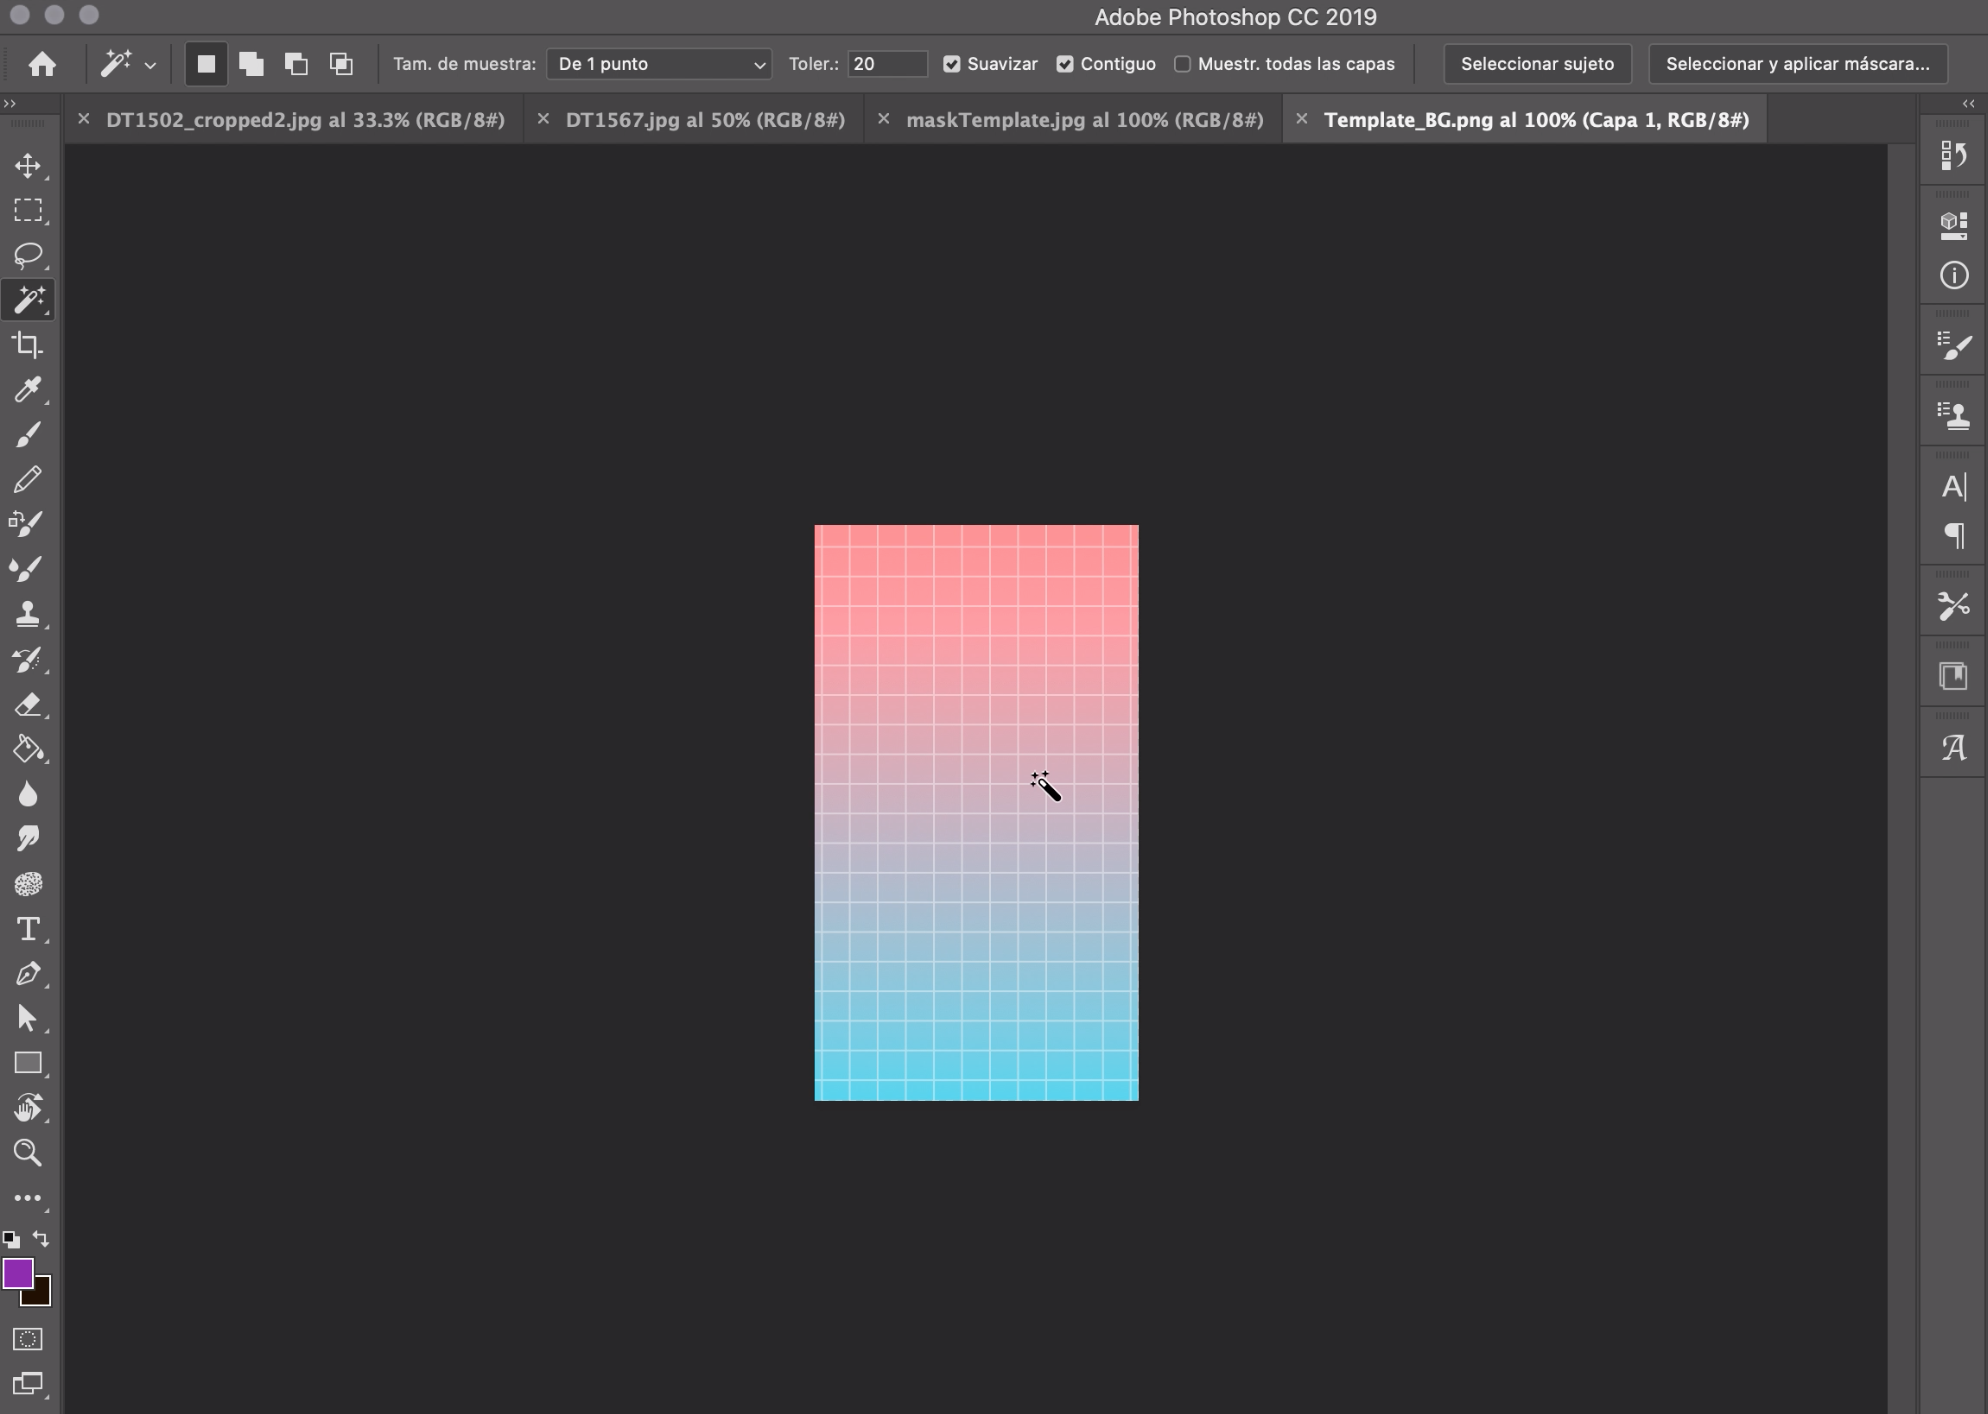 Adobe Photoshop CC 2019
Tam. de muestra: De 1 punto Toler.: 20 Suavizar Contiguo Muestr. todas las capas Seleccionar sujeto Seleccionar y aplicar máscara...
DT1502_cropped2.jpg al 33.3% (RGB/8#) DT1567.jpg al 50% (RGB/8#) maskTemplate.jpg al 100% (RGB/8#) Template_BG.png al 100% (Capa 1, RGB/8#)